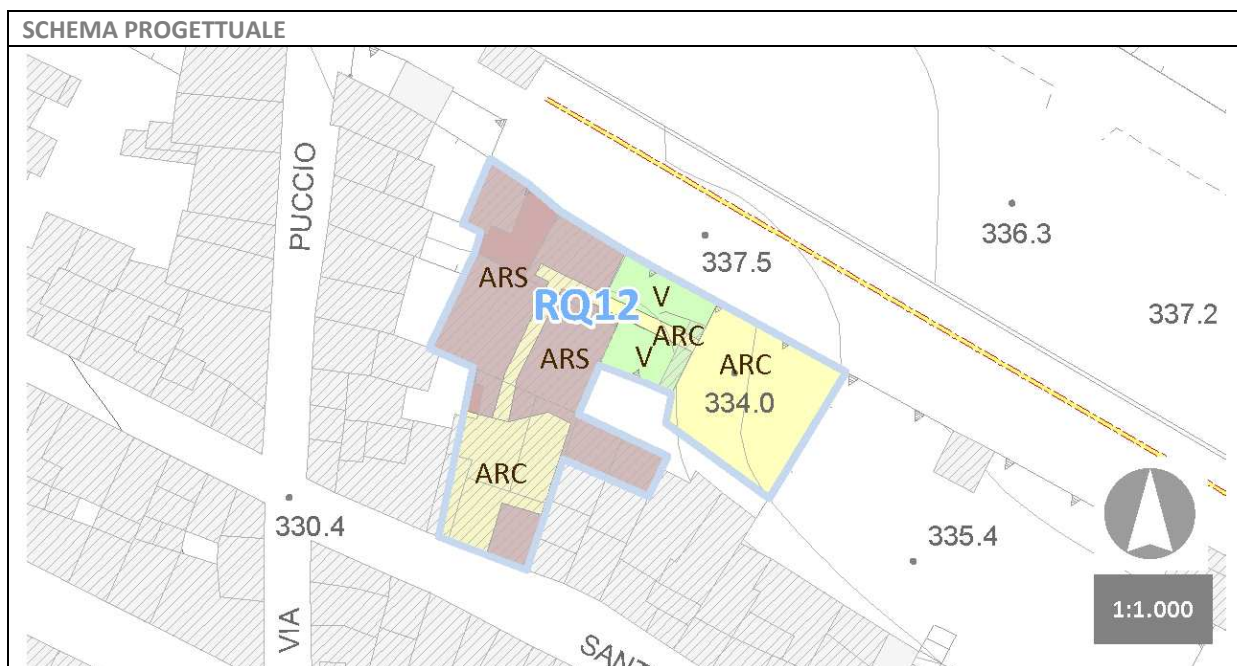 SCHEMA PROGETTUALE
PUCCIO
336.3
337.5
ARS
V
RQ12
337.2
ARC
V
ARS
ARC
334.0
ARC
330.4
335.4
1:1.000
VIA